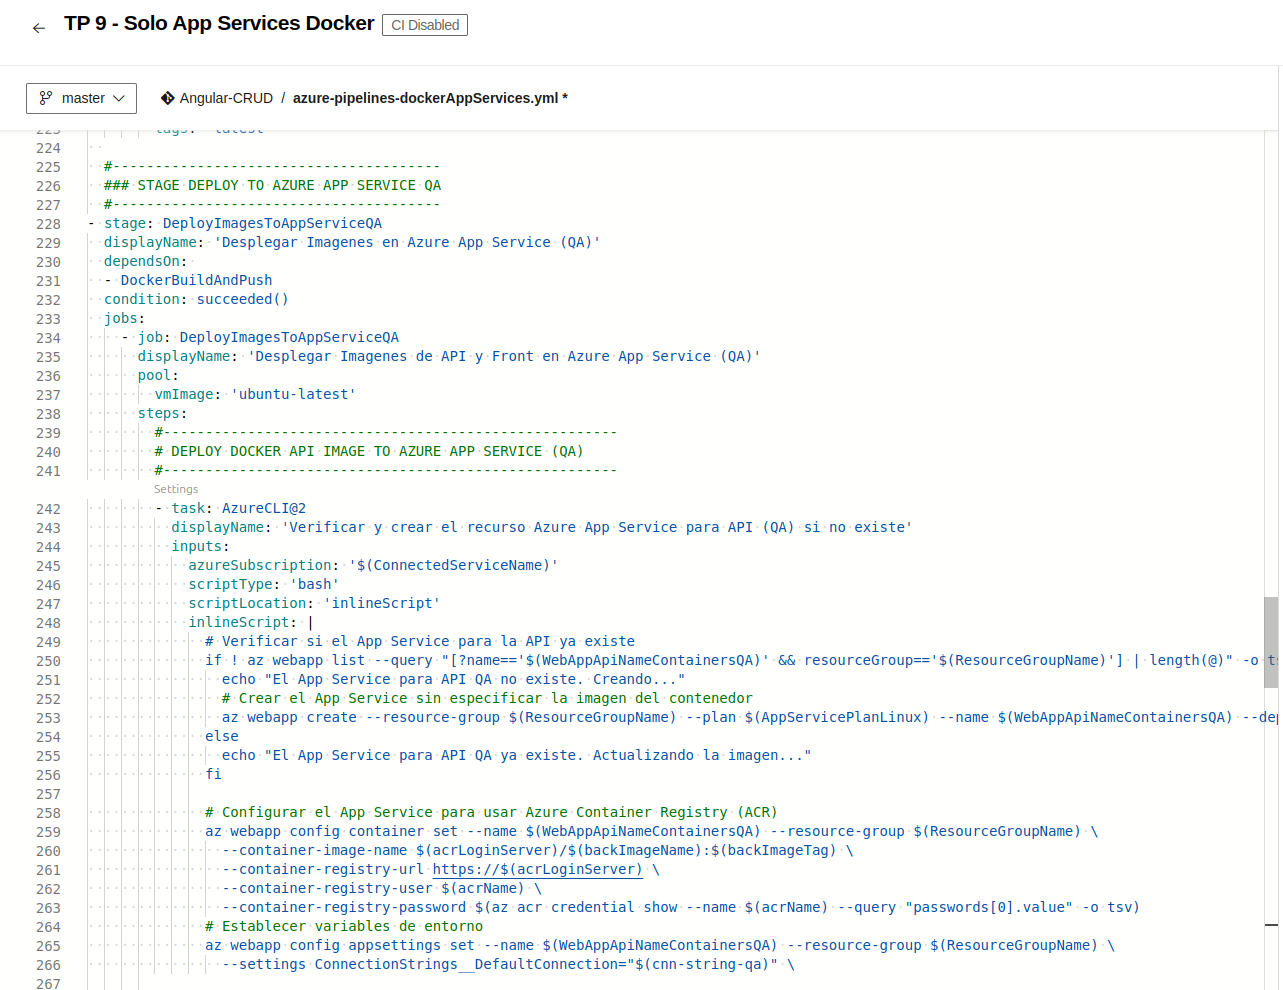 TP 9 - Solo App Services Docker CI Disabled
master Angular-CRUD / azure-pipelines-dockerAppServices.yml *
224
225 #---------------------------------------
226 ### STAGE DEPLOY TO AZURE APP SERVICE QA
227 #---------------------------------------
228 - stage: DeployImagesToAppServiceQA
229 displayName: 'Desplegar Imagenes en Azure App Service (QA)'
230 dependsOn:
231 - DockerBuildAndPush
232 condition: succeeded()
233 jobs:
234 - job: DeployImagesToAppServiceQA
235 displayName: 'Desplegar Imagenes de API y Front en Azure App Service (QA)'
236 pool:
237 vmImage: 'ubuntu-latest'
238 steps:
239 #------------------------------------------------------
240 # DEPLOY DOCKER API IMAGE TO AZURE APP SERVICE (QA)
241 #------------------------------------------------------
Settings
242 - task: AzureCLI@2
243 displayName: 'Verificar y crear el recurso Azure App Service para API (QA) si no existe'
244 inputs:
245 azureSubscription: '$(ConnectedServiceName)'
246 scriptType: 'bash'
247 scriptLocation: 'inlineScript'
248 inlineScript: |
249 # Verificar si el App Service para la API ya existe
250 if ! az webapp list --query "[?name=='$(WebAppApiNameContainersQA)' && resourceGroup=='$(ResourceGroupName)'] | length(@)" -o
251 echo "El App Service para API QA no existe. Creando..."
252 # Crear el App Service sin especificar la imagen del contenedor
253 az webapp create --resource-group $(ResourceGroupName) --plan $(AppServicePlanLinux) --name $(WebAppApiNameContainersQA)
254 else
255 echo "El App Service para API QA ya existe. Actualizando la imagen..."
256 fi
257
258 # Configurar el App Service para usar Azure Container Registry (ACR)
259 az webapp config container set --name $(WebAppApiNameContainersQA) --resource-group $(ResourceGroupName) \
260 --container-image-name $(acrLoginServer)/$(backImageName):$(backImageTag) \
261 --container-registry-url https://$(acrLoginServer) \
262 --container-registry-user $(acrName) \
263 --container-registry-password $(az acr credential show --name $(acrName) --query "passwords[0].value" -o tsv)
264 # Establecer variables de entorno
265 az webapp config appsettings set --name $(WebAppApiNameContainersQA) --resource-group $(ResourceGroupName) \
266 --settings ConnectionStrings__DefaultConnection="$(cnn-string-qa)" \
267